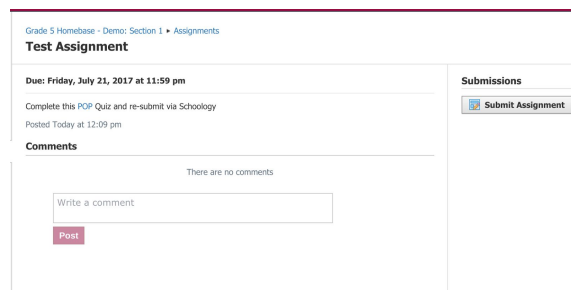 Grade 5 Homebase - Demo: Section 1 ▸ Assignments
Test Assignment
Due: Friday, July 21, 2017 at 11:59 pm
Complete this POP Quiz and re-submit via Schoology
Posted Today at 12:09 pm
Comments
There are no comments
Write a comment
Post
Submissions
Submit Assignment